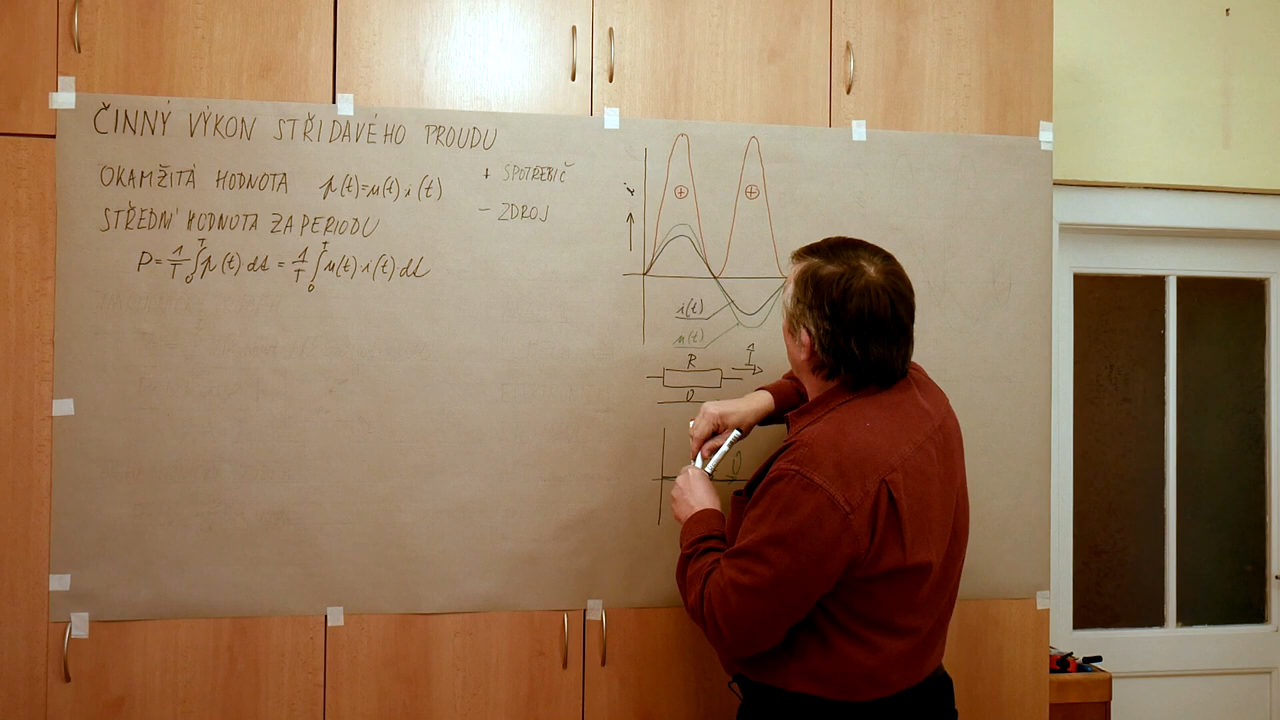 ČINNÝ VÝKON STŘÍDAVÉHO PROUDU
OKAMŽITÁ HODNOTA p(t)=u(t)·i(t)
+ SPOTŘEBIČ
- ZDROJ
STŘEDNÍ HODNOTA ZA PERIODU
P = 1/T ∫₀ᵀ p(t) dt = 1/T ∫₀ᵀ u(t)·i(t) dt
+ +
i(t)
u(t)
R I
U
U